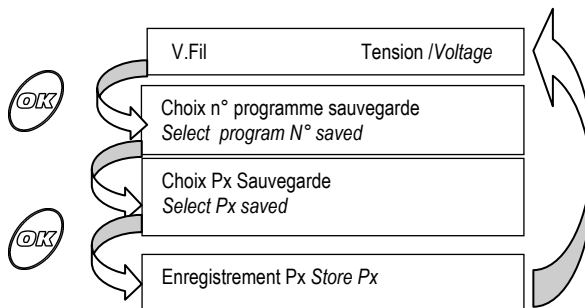 V.Fil Tension /Voltage
OK
Choix n° programme sauvegarde
Select program N° saved
Choix Px Sauvegarde
Select Px saved
OK
Enregistrement Px Store Px